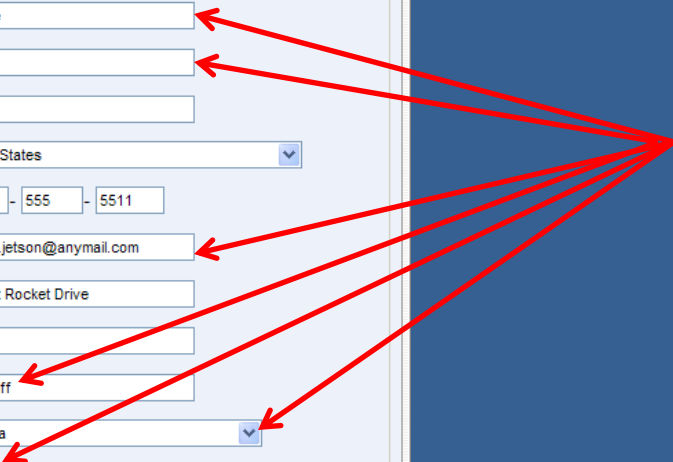 States
- 555 - 5511
.jetson@anymail.com
Rocket Drive
ff
a